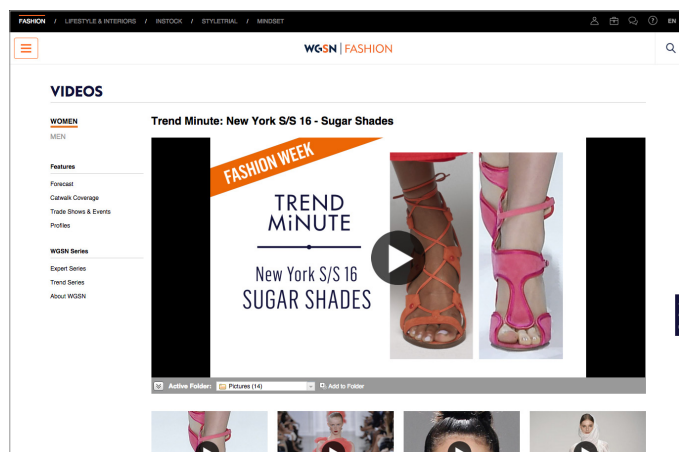 FASHION / LIFESTYLE & INTERIORS / INSTOCK / STYLETRIAL / MINDSET
? EN
WGSN | FASHION
VIDEOS
WOMEN
MEN
Features
Forecast
Catwalk Coverage
Trade Shows & Events
Profiles
WGSN Series
Expert Series
Trend Series
About WGSN
Trend Minute: New York S/S 16 - Sugar Shades
FASHION WEEK
TREND
MiNUTE
New York S/S 16
SUGAR SHADES
Active Folder: Pictures (14) Add to Folder